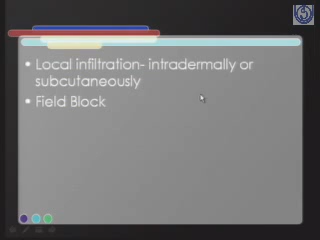 • Local infiltration- intradermally or
subcutaneously
• Field Block